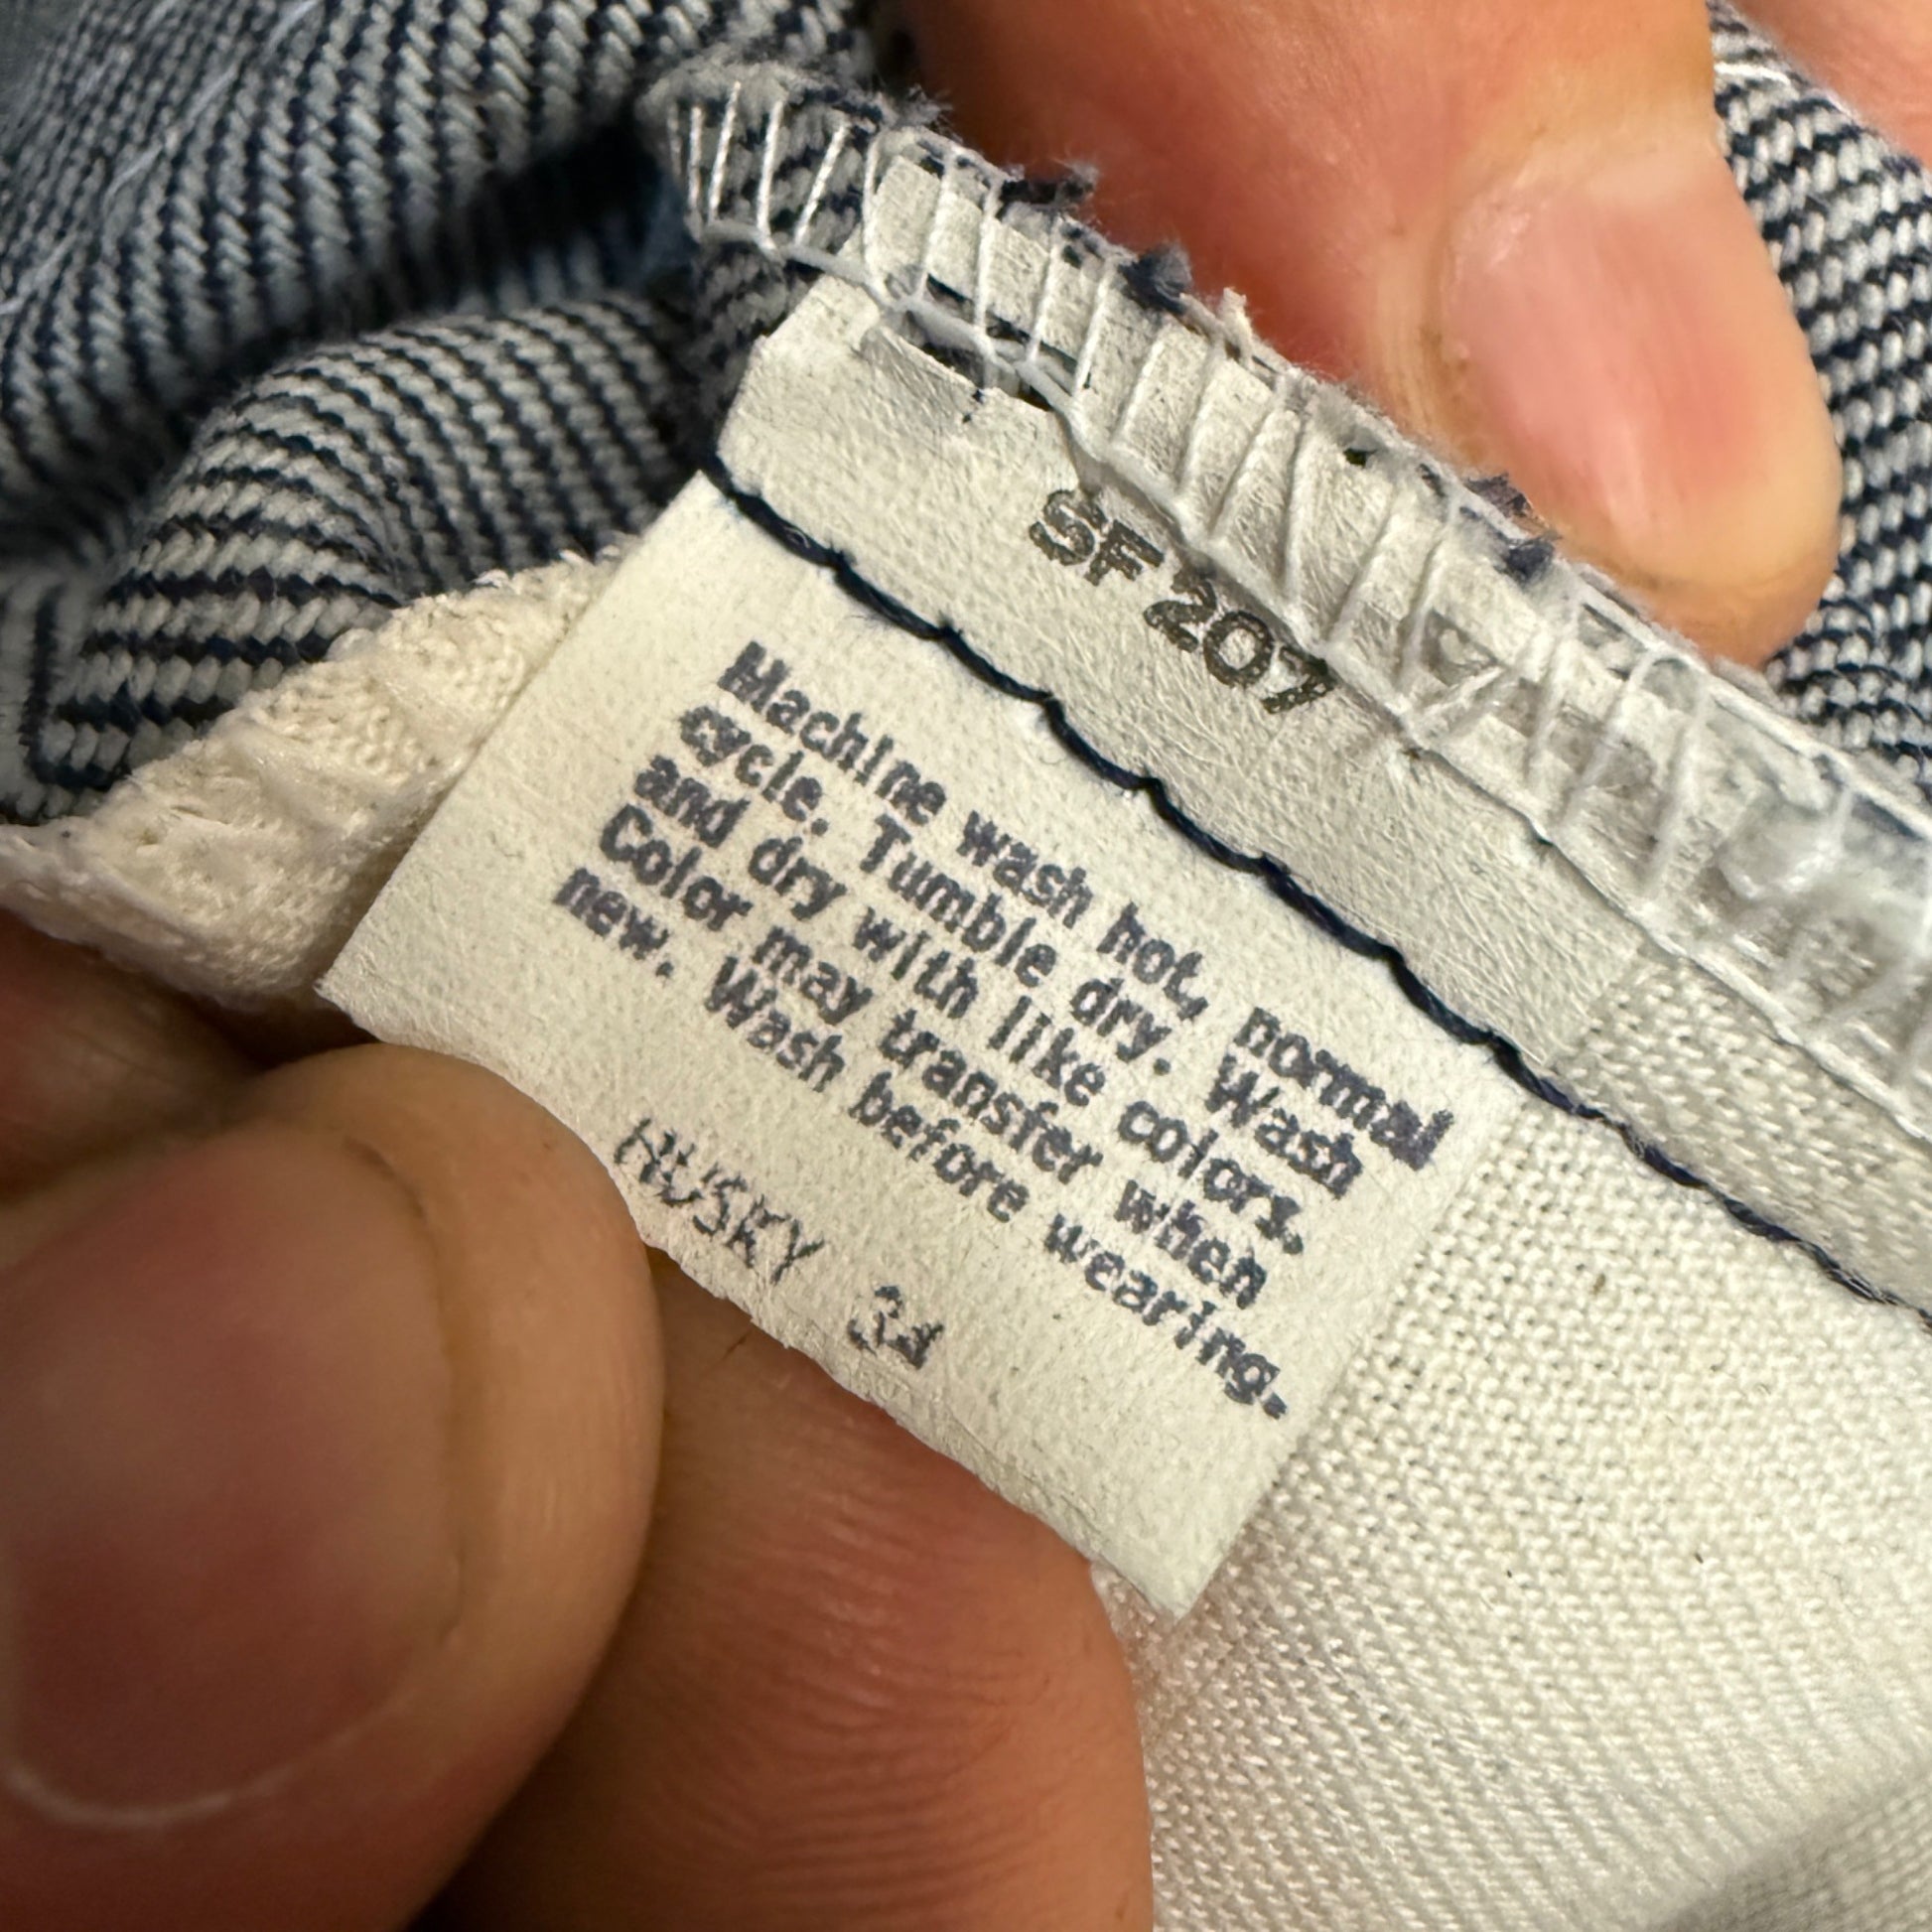 SF 207
Machine wash hot, normal
cycle. Tumble dry. Wash
and dry with like colors.
Color may transfer when
new. Wash before wearing.
HUSKY 34